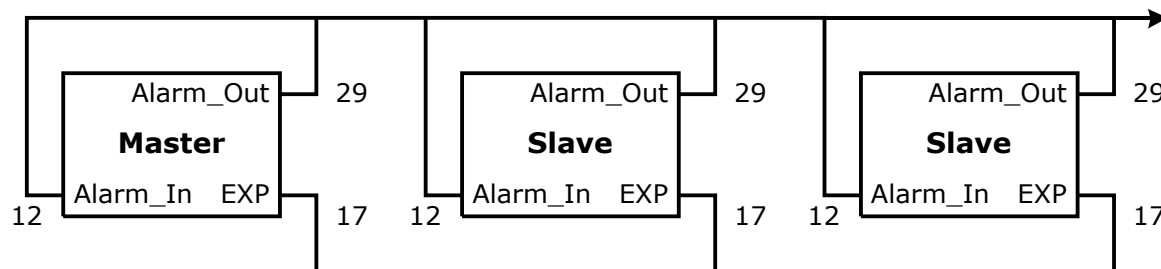 Alarm_Out 29 Alarm_Out 29 Alarm_Out 29
Master Slave Slave
Alarm_In EXP Alarm_In EXP Alarm_In EXP
12 17 12 17 12 17